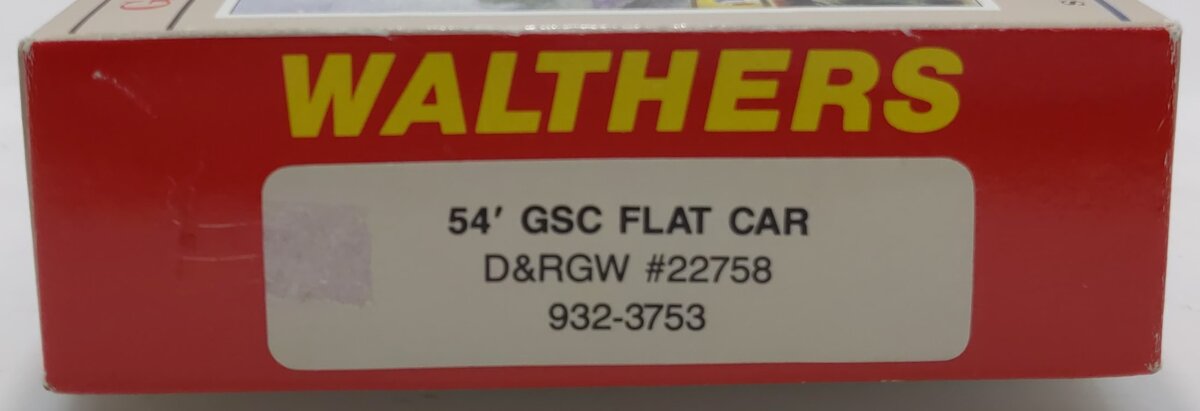 WALTHERS
54' GSC FLAT CAR
D&RGW #22758
932-3753